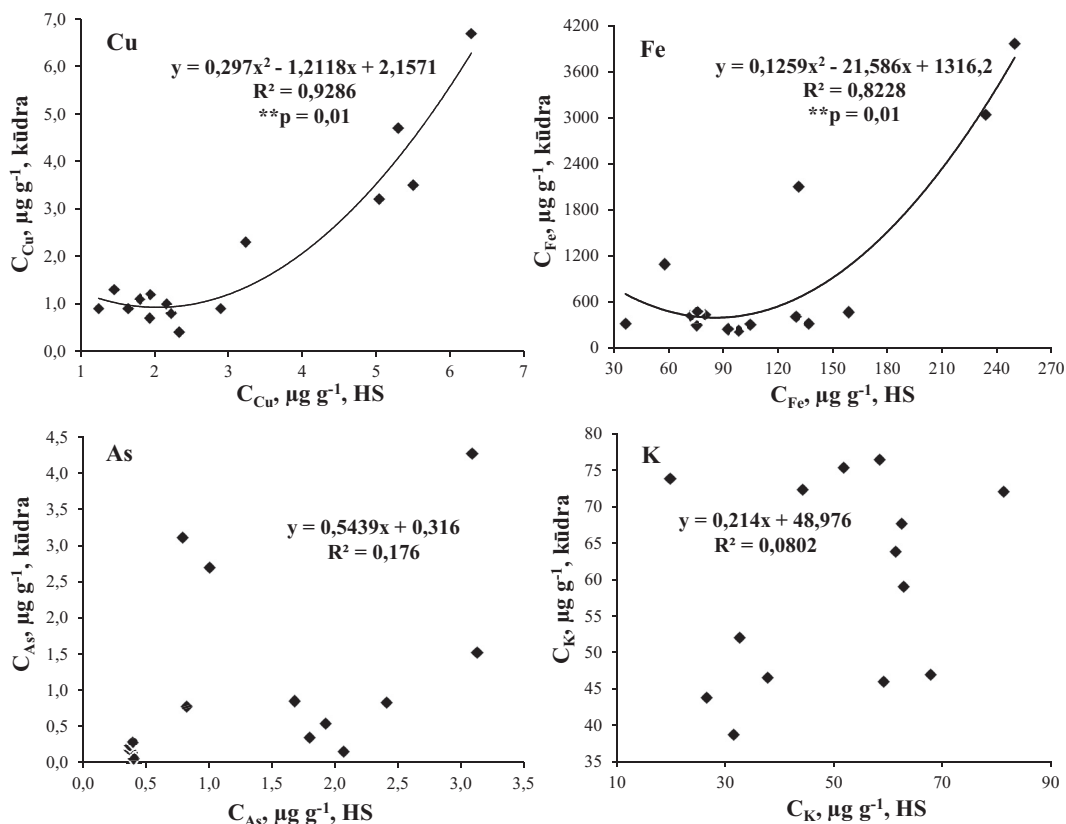 Cu
y = 0,297x² - 1,2118x + 2,1571
R² = 0,9286
**p = 0,01
7,0
6,0
5,0
4,0
3,0
2,0
1,0
0,0
1 2 3 4 5 6 7
C_Cu, µg g⁻¹, kūdra
C_Cu, µg g⁻¹, HS
Fe
y = 0,1259x² - 21,586x + 1316,2
R² = 0,8228
**p = 0,01
4200
3600
3000
2400
1800
1200
600
0
30 60 90 120 150 180 210 240 270
C_Fe, µg g⁻¹, kūdra
C_Fe, µg g⁻¹, HS
As
y = 0,5439x + 0,316
R² = 0,176
4,5
4,0
3,5
3,0
2,5
2,0
1,5
1,0
0,5
0,0
0,0 0,5 1,0 1,5 2,0 2,5 3,0 3,5
C_As, µg g⁻¹, kūdra
C_As, µg g⁻¹, HS
K
y = 0,214x + 48,976
R² = 0,0802
80
75
70
65
60
55
50
45
40
35
10 30 50 70 90
C_K, µg g⁻¹, kūdra
C_K, µg g⁻¹, HS